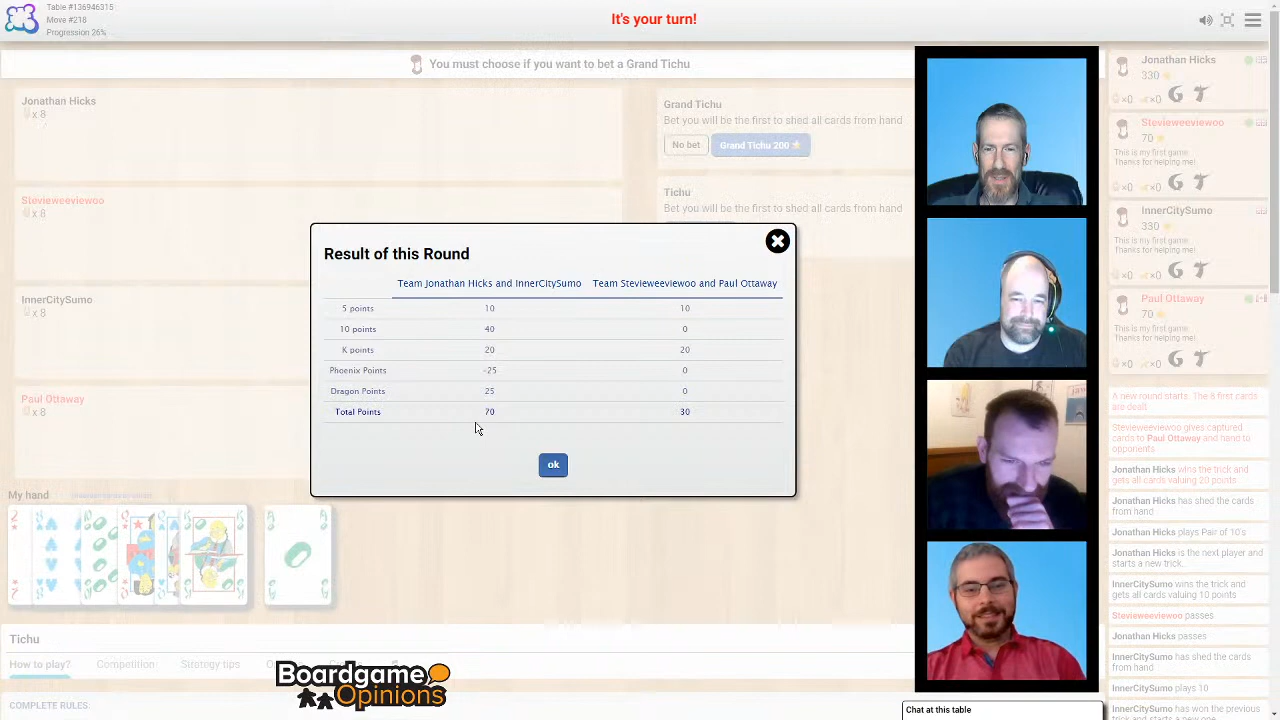 Table #136946315
Move #218
Progression 26%
It's your turn!
You must choose if you want to bet a Grand Tichu
Jonathan Hicks
x 8
Stevieweeviewoo
x 8
InnerCitySumo
x 8
Paul Ottaway
x 8
Grand Tichu
Bet you will be the first to shed all cards from hand
No bet
Grand Tichu 200
Tichu
Bet you will be the first to shed all cards from hand
Result of this Round
Team Jonathan Hicks and InnerCitySumo Team Stevieweeviewoo and Paul Ottaway
5 points 10 10
10 points 40 0
K points 20 20
Phoenix Points -25 0
Dragon Points 25 0
Total Points 70 30
ok
My hand
Tichu
How to play? Competition Strategy tips
COMPLETE RULES:
Boardgame
Opinions
Jonathan Hicks
330
x0 x0
Stevieweeviewoo
70
This is my first game
Thanks for helping me!
x0 x0
InnerCitySumo
330
This is my first game
Thanks for helping me!
x0 x0
Paul Ottaway
70
This is my first game
Thanks for helping me!
x0 x0
A new round starts. The 8 first cards are dealt
Stevieweeviewoo gives captured cards to Paul Ottaway and hand to opponents
Jonathan Hicks wins the trick and gets all cards valuing 20 points
Jonathan Hicks has shed the cards from hand
Jonathan Hicks plays Pair of 10's
Jonathan Hicks is the next player and starts a new trick..
InnerCitySumo wins the trick and gets all cards valuing 10 points
Stevieweeviewoo passes
Jonathan Hicks passes
InnerCitySumo has shed the cards from hand
InnerCitySumo plays 10
InnerCitySumo has won the previous trick and starts a new one
Chat at this table